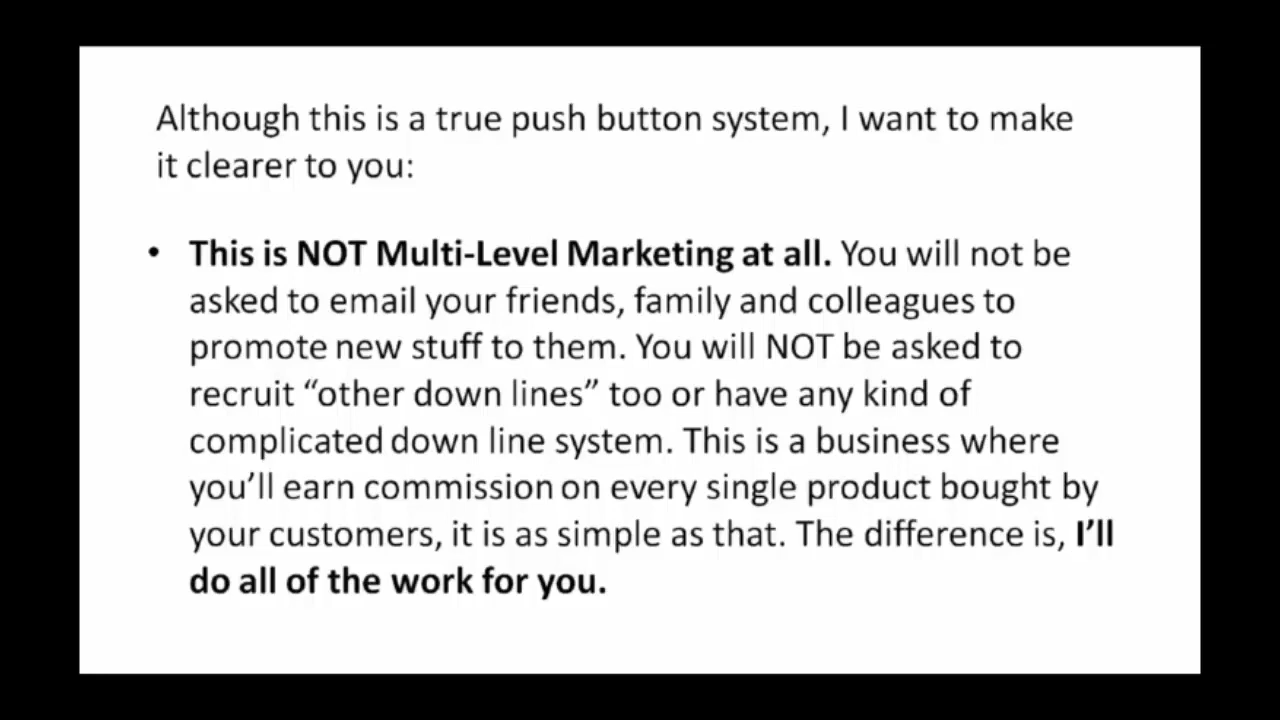 Although this is a true push button system, I want to make
it clearer to you:
• This is NOT Multi-Level Marketing at all. You will not be
asked to email your friends, family and colleagues to
promote new stuff to them. You will NOT be asked to
recruit “other down lines” too or have any kind of
complicated down line system. This is a business where
you’ll earn commission on every single product bought by
your customers, it is as simple as that. The difference is, I’ll
do all of the work for you.